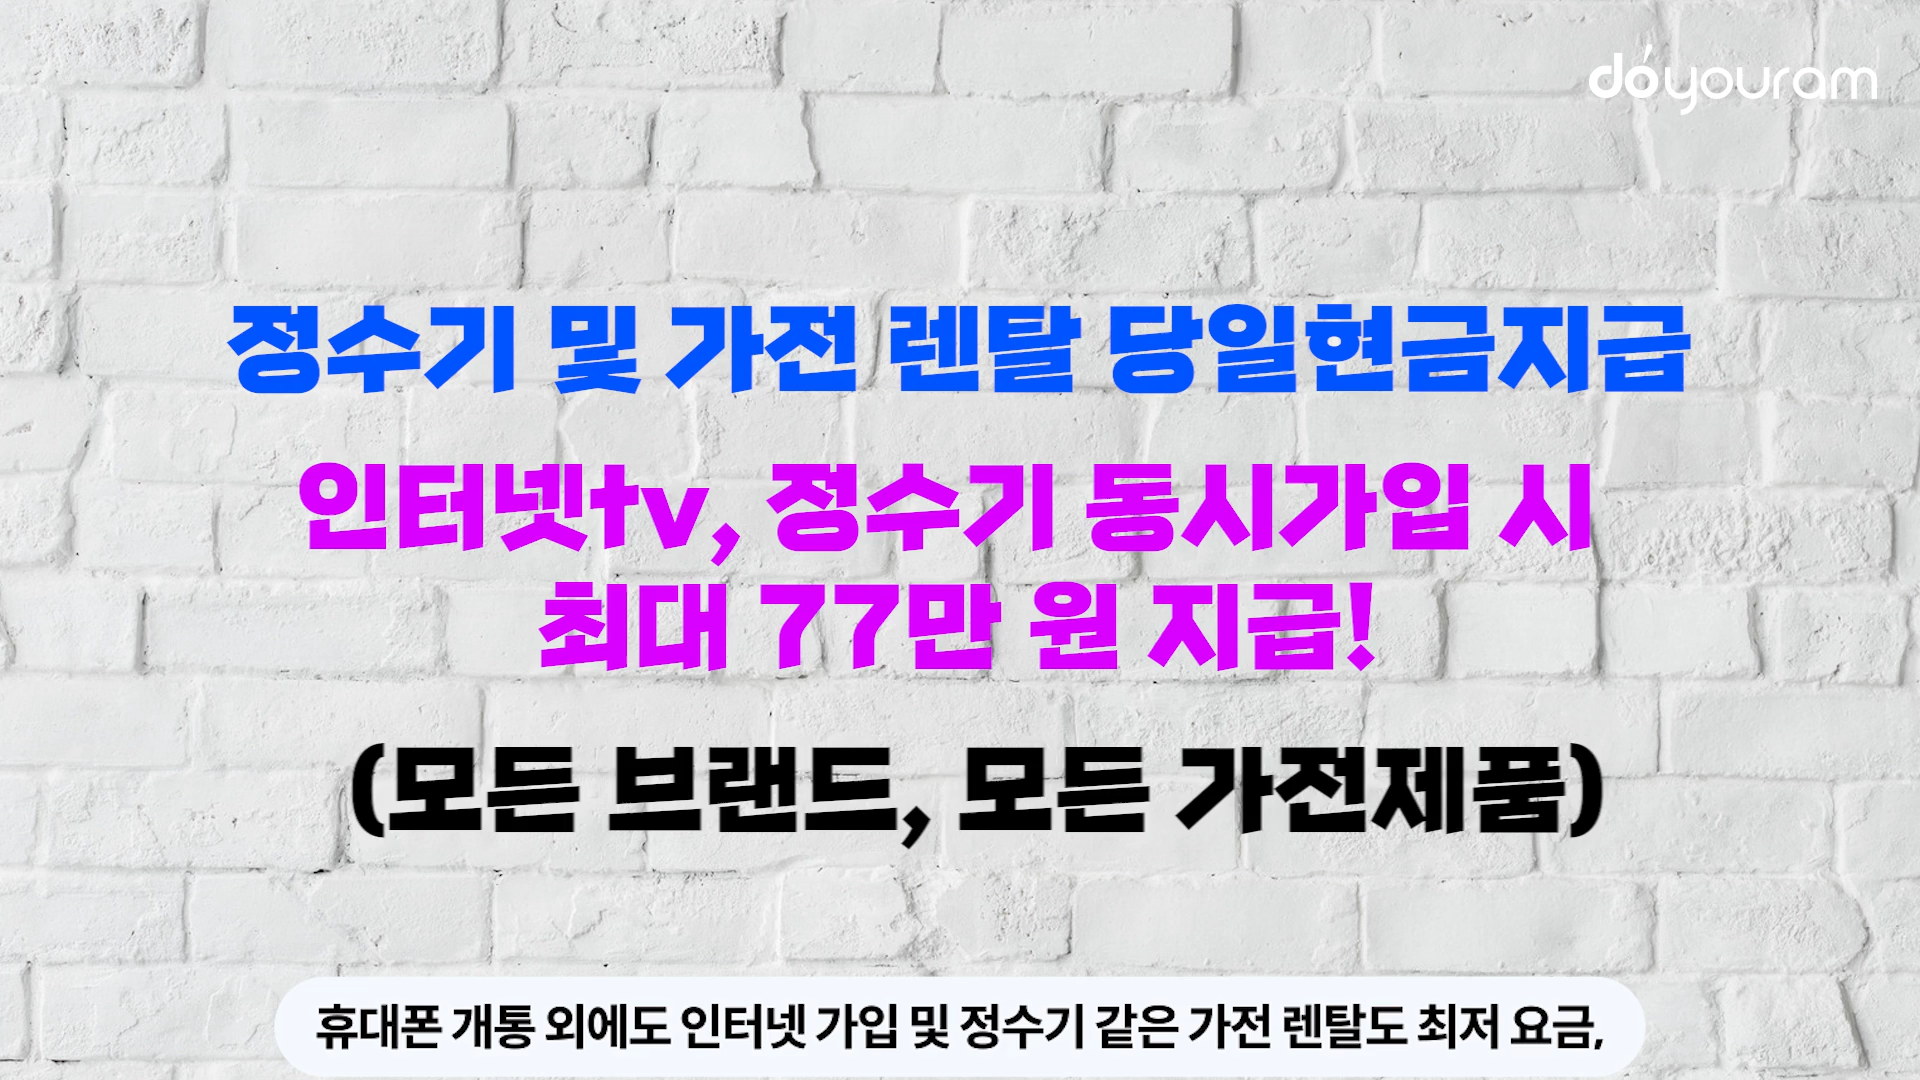 dóyouram
정수기 및 가전 렌탈 당일현금지급
인터넷tv, 정수기 동시가입 시
최대 77만 원 지급!
(모든 브랜드, 모든 가전제품)
휴대폰 개통 외에도 인터넷 가입 및 정수기 같은 가전 렌탈도 최저 요금,